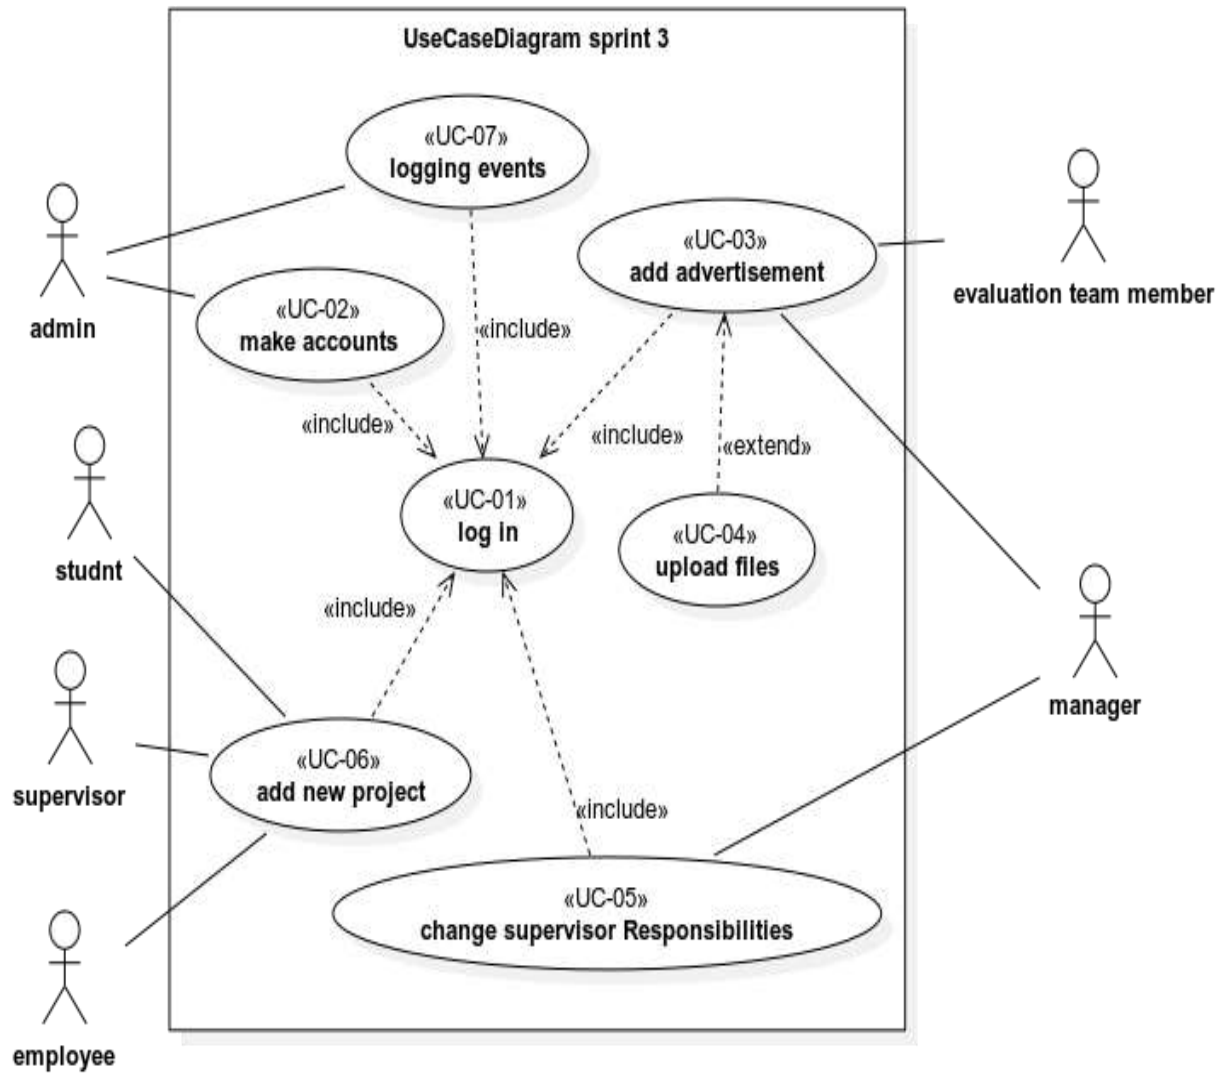 UseCaseDiagram sprint 3
«UC-07»
logging events
«UC-03»
add advertisement
evaluation team member
admin
«UC-02»
make accounts
«include»
«include»
«include»
«extend»
«UC-01»
log in
«UC-04»
upload files
studnt
«include»
manager
«UC-06»
add new project
supervisor
«include»
«UC-05»
change supervisor Responsibilities
employee